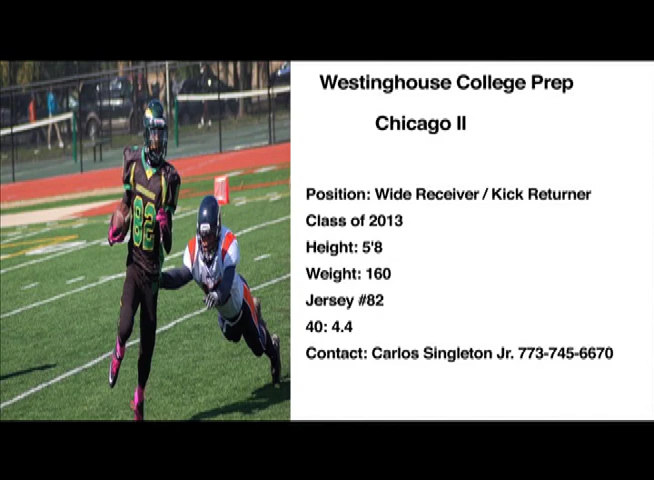 Westinghouse College Prep
Chicago Il
Position: Wide Receiver / Kick Returner
Class of 2013
Height: 5'8
Weight: 160
Jersey #82
40: 4.4
Contact: Carlos Singleton Jr. 773-745-6670
82